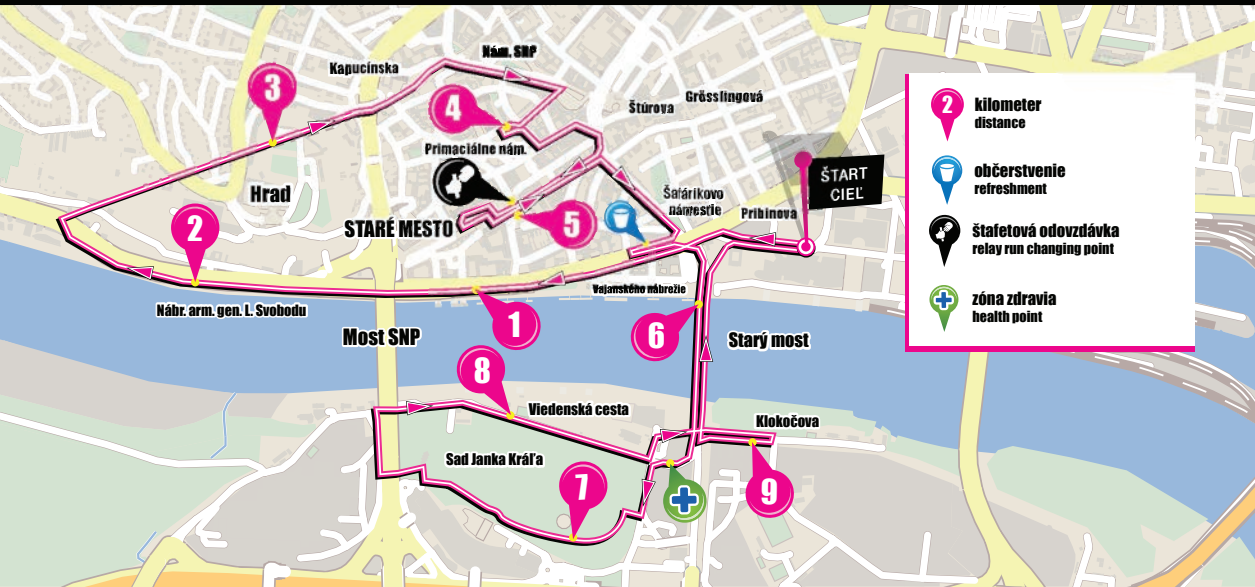 Nám. SNP
Kapucínska
3
4
Štúrova
Grösslingová
Primaciálne nám.
Hrad
STARÉ MESTO
5
Šafárikovo
námestie
Pribinova
ŠTART
CIEĽ
2
Nábr. arm. gen. L. Svobodu
Vajanského nábrežie
1
Most SNP
6
Starý most
8
Viedenská cesta
Klokočova
Sad Janka Kráľa
7
9
2
kilometer
distance
občerstvenie
refreshment
štafetová odovzdávka
relay run changing point
zóna zdravia
health point